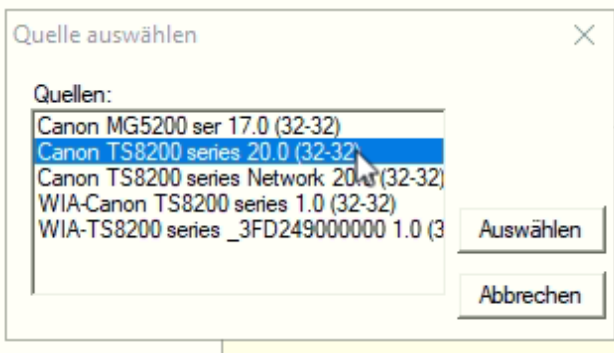 Quelle auswählen
Quellen:
Canon MG5200 ser 17.0 (32-32)
Canon TS8200 series 20.0 (32-32)
Canon TS8200 series Network 20.0 (32-32)
WIA-Canon TS8200 series 1.0 (32-32)
WIA-TS8200 series _3FD249000000 1.0 (3
Auswählen
Abbrechen